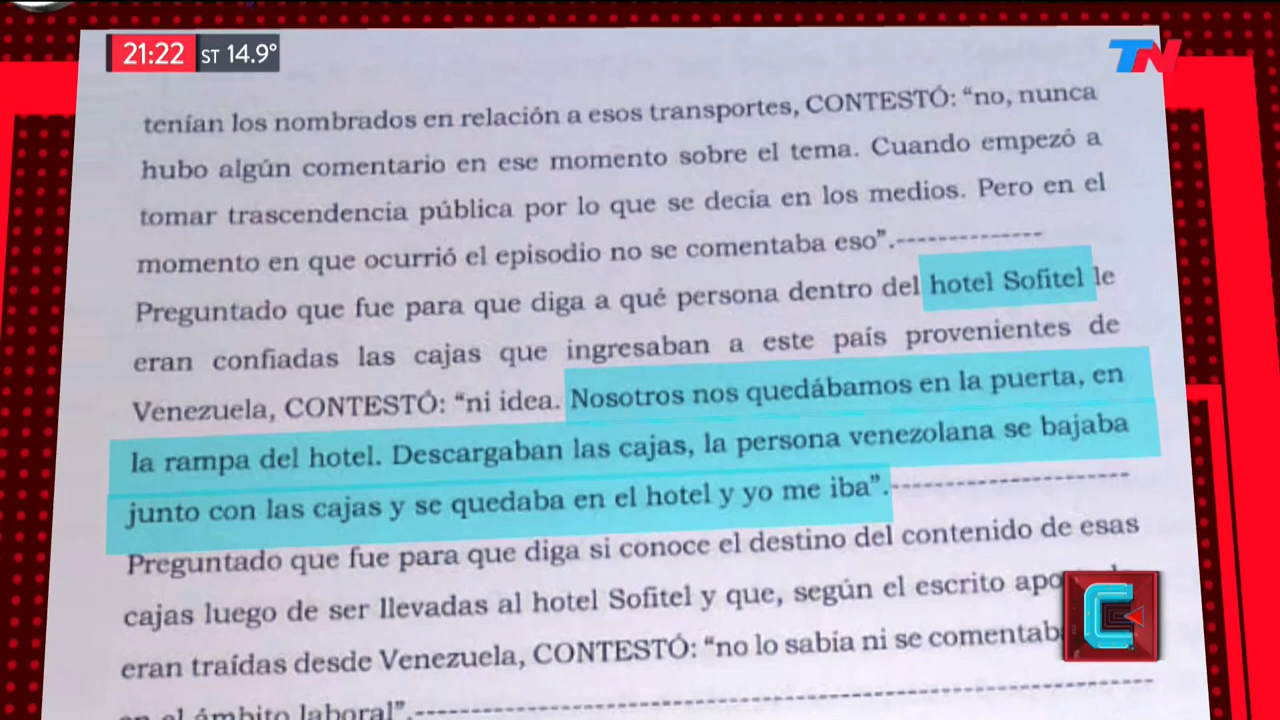 21:22 ST 14.9°
TN
tenían los nombrados en relación a esos transportes, CONTESTÓ: “no, nunca
hubo algún comentario en ese momento sobre el tema. Cuando empezó a
tomar trascendencia pública por lo que se decía en los medios. Pero en el
momento en que ocurrió el episodio no se comentaba eso”.--------------
Preguntado que fue para que diga a qué persona dentro del hotel Sofitel le
eran confiadas las cajas que ingresaban a este país provenientes de
Venezuela, CONTESTÓ: “ni idea. Nosotros nos quedábamos en la puerta, en
la rampa del hotel. Descargaban las cajas, la persona venezolana se bajaba
junto con las cajas y se quedaba en el hotel y yo me iba”.-----------------------
Preguntado que fue para que diga si conoce el destino del contenido de esas
cajas luego de ser llevadas al hotel Sofitel y que, según el escrito
eran traídas desde Venezuela, CONTESTÓ: “no lo sabía ni se
en el ámbito laboral”.----------------------------------------------------------------